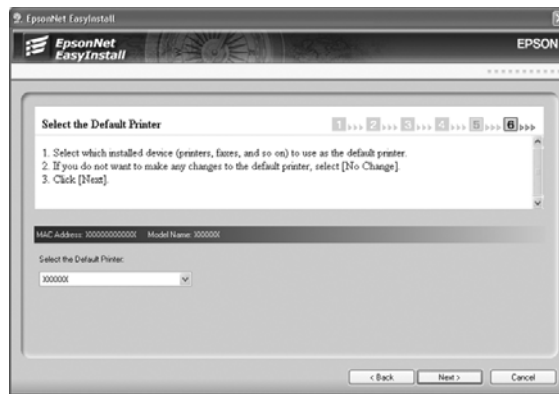 EpsonNet EasyInstall
EpsonNet
EasyInstall
EPSON
Select the Default Printer
1 2 3 4 5 6
1. Select which installed device (printers, faxes, and so on) to use as the default printer.
2. If you do not want to make any changes to the default printer, select [No Change].
3. Click [Next].
MAC Address: XXXXXXXXXXXX Model Name: XXXXXX
Select the Default Printer:
XXXXXX
< Back Next > Cancel